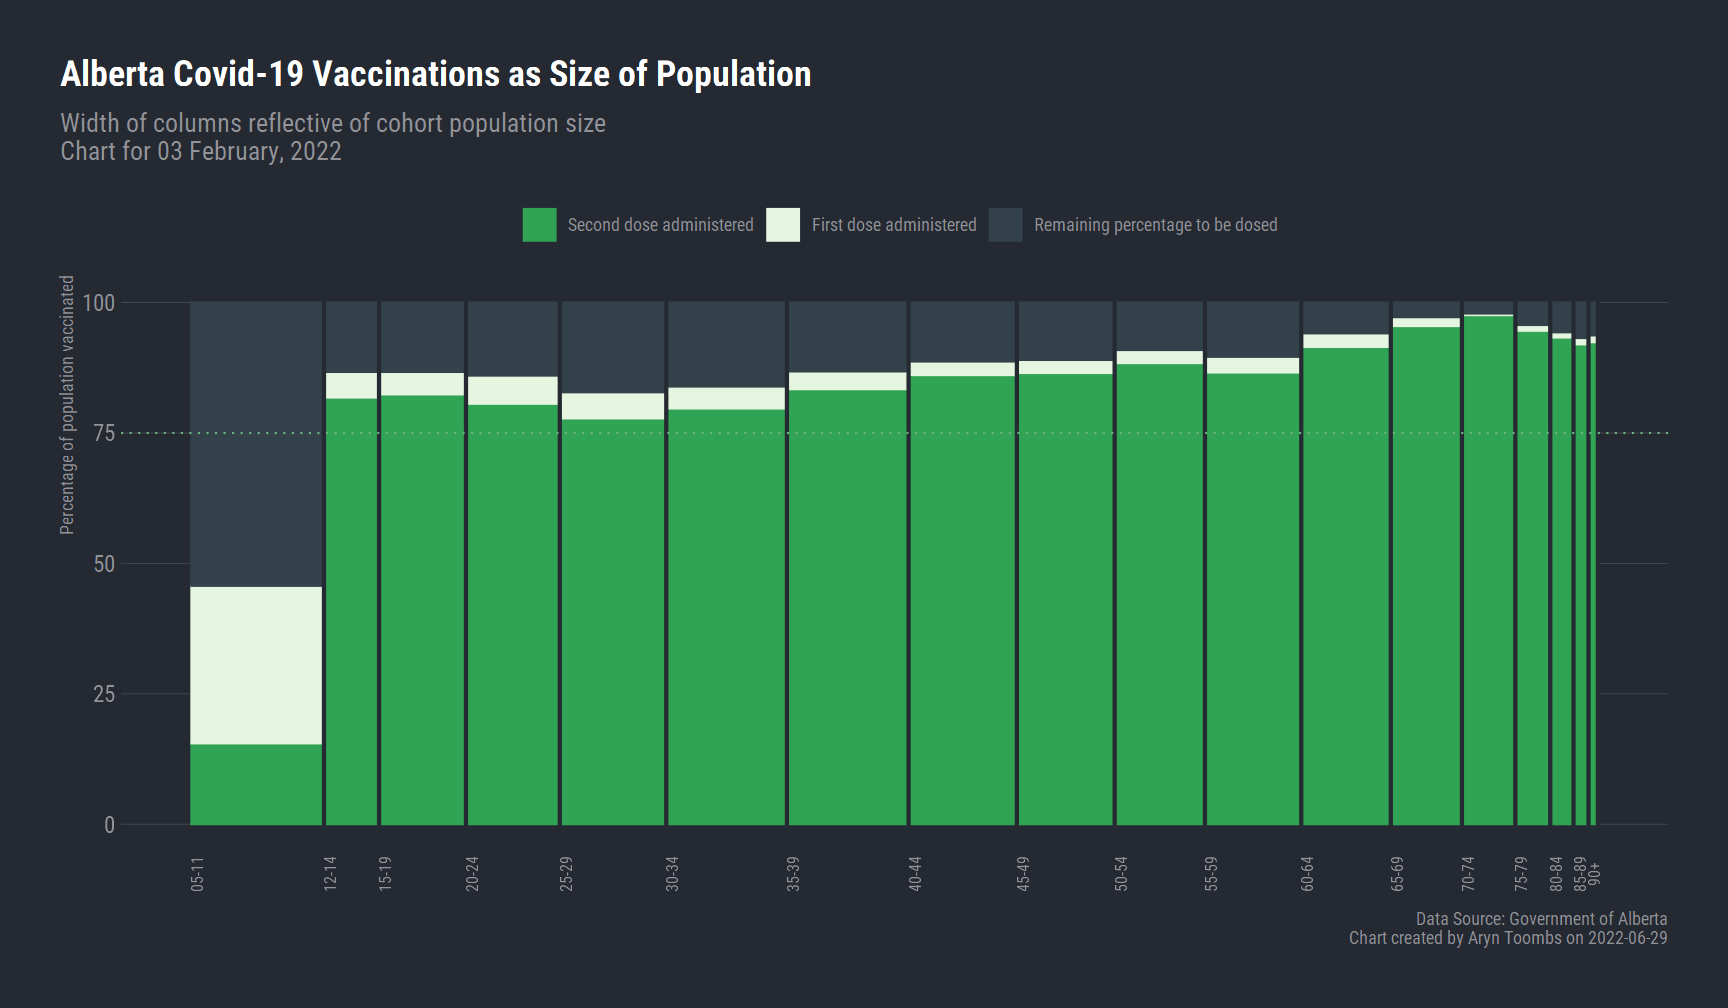 Alberta Covid-19 Vaccinations as Size of Population
Width of columns reflective of cohort population size
Chart for 03 February, 2022
Second dose administered
First dose administered
Remaining percentage to be dosed
Percentage of population vaccinated
100
75
50
25
0
05-11
12-14
15-19
20-24
25-29
30-34
35-39
40-44
45-49
50-54
55-59
60-64
65-69
70-74
75-79
80-84
85-89
90+
Data Source: Government of Alberta
Chart created by Aryn Toombs on 2022-06-29